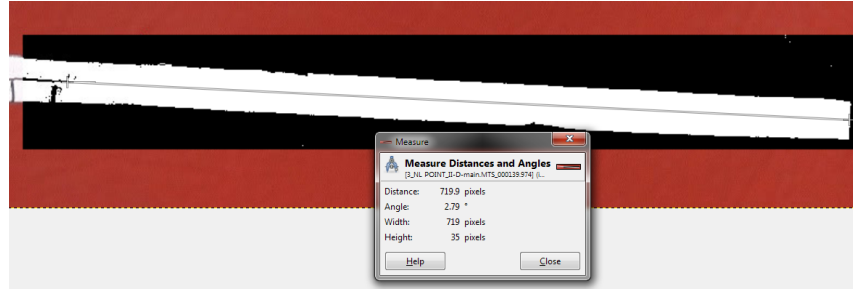 Measure
Measure Distances and Angles
[3_NL POINT_II-D-main.MTS_000139.974] (i...
Distance: 719.9 pixels
Angle: 2.79 °
Width: 719 pixels
Height: 35 pixels
Help Close